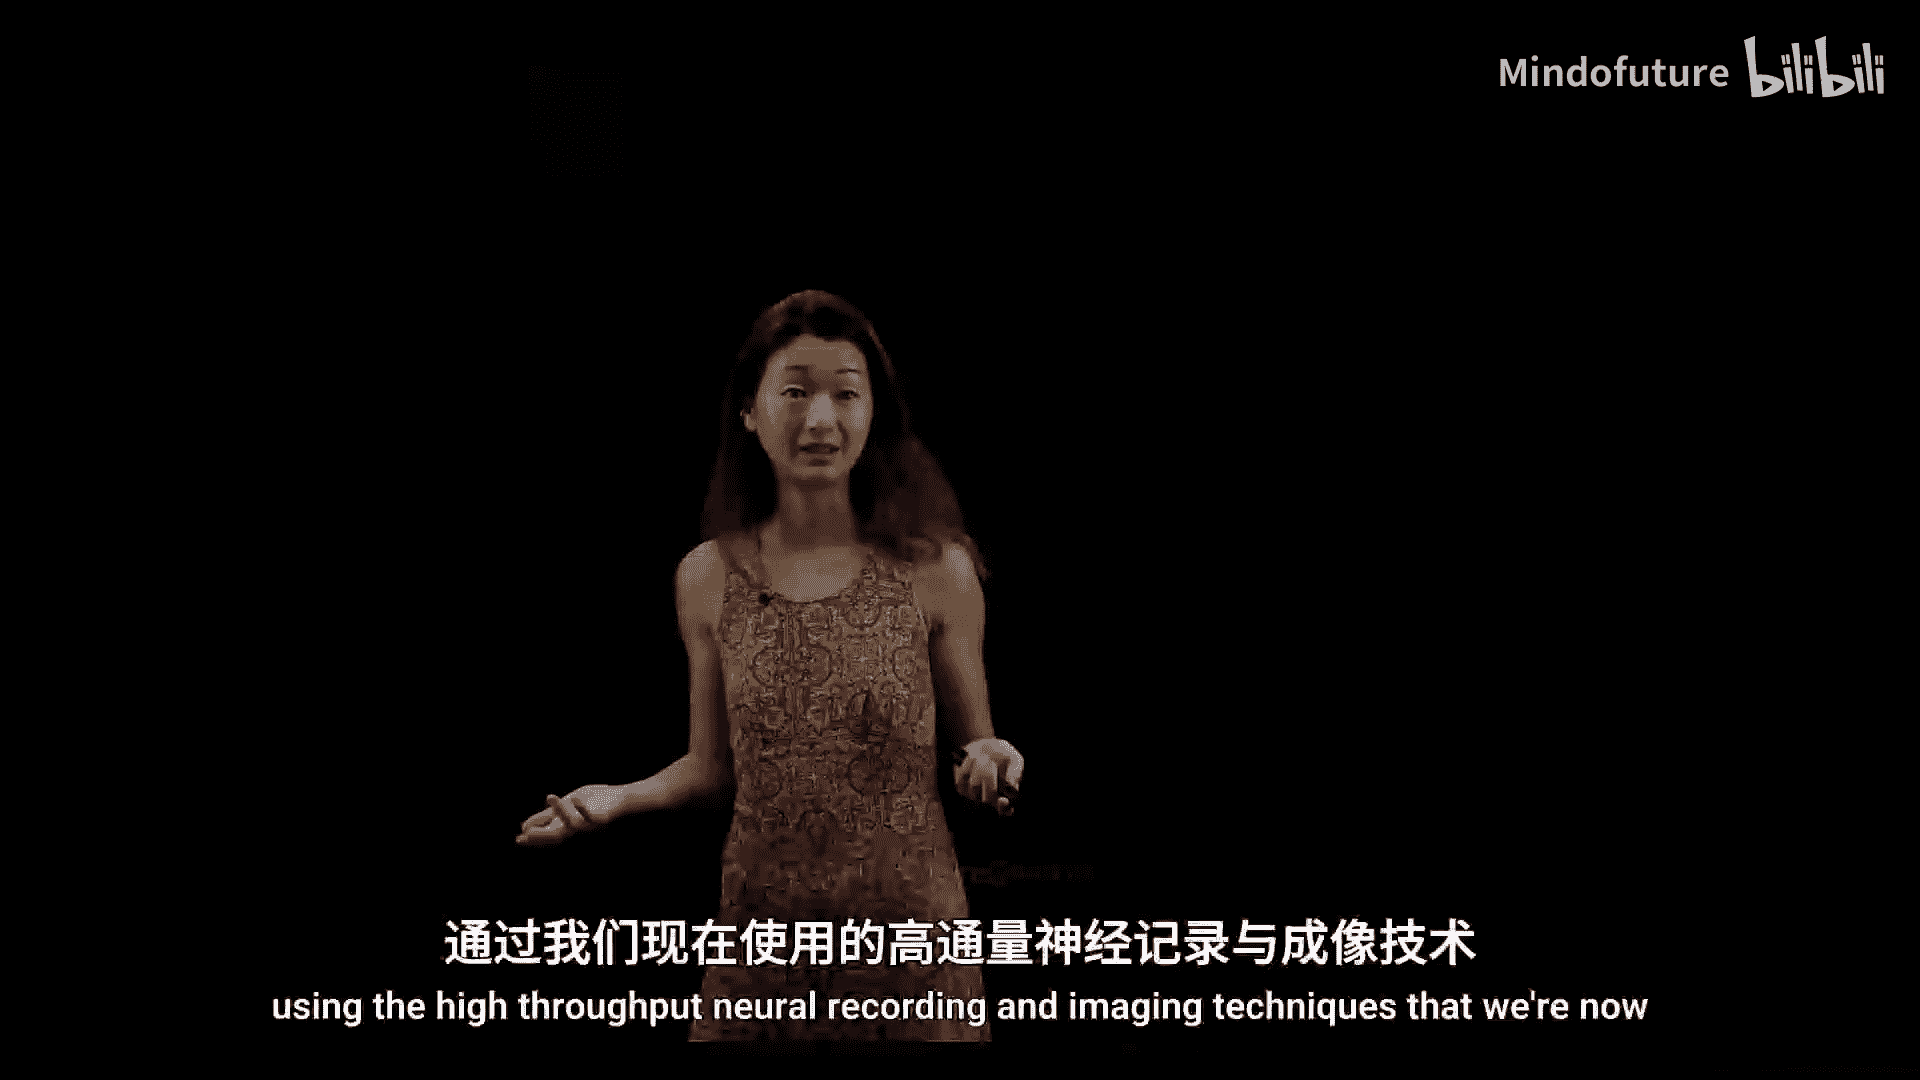 Mindofuture bilibili
通过我们现在使用的高通量神经记录与成像技术
using the high throughput neural recording and imaging techniques that we're now